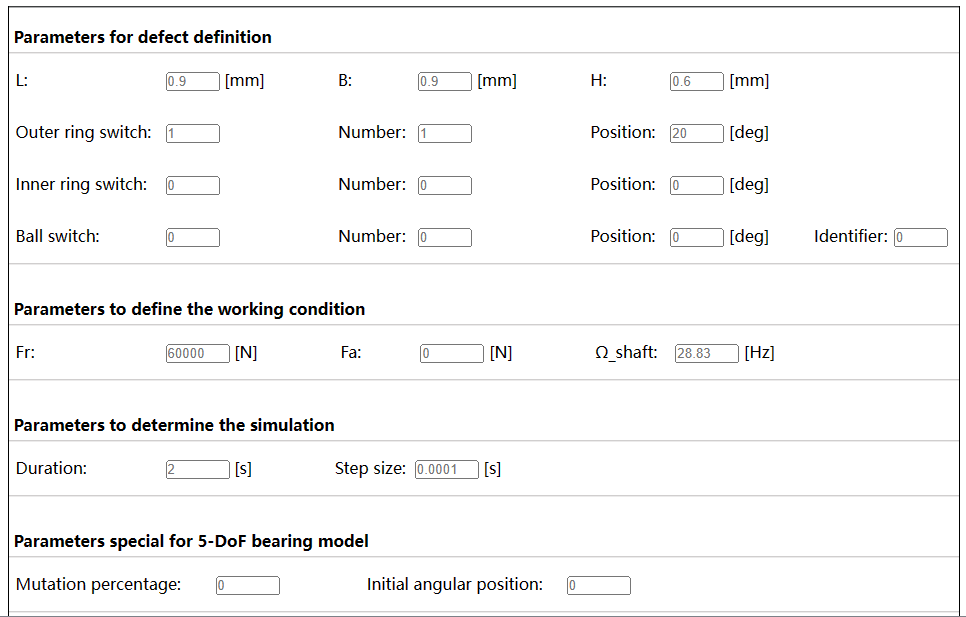 Parameters for defect definition
L: 0.9 [mm] B: 0.9 [mm] H: 0.6 [mm]
Outer ring switch: 1 Number: 1 Position: 20 [deg]
Inner ring switch: 0 Number: 0 Position: 0 [deg]
Ball switch: 0 Number: 0 Position: 0 [deg] Identifier: 0
Parameters to define the working condition
Fr: 60000 [N] Fa: 0 [N] Ω_shaft: 28.83 [Hz]
Parameters to determine the simulation
Duration: 2 [s] Step size: 0.0001 [s]
Parameters special for 5-DoF bearing model
Mutation percentage: 0 Initial angular position: 0